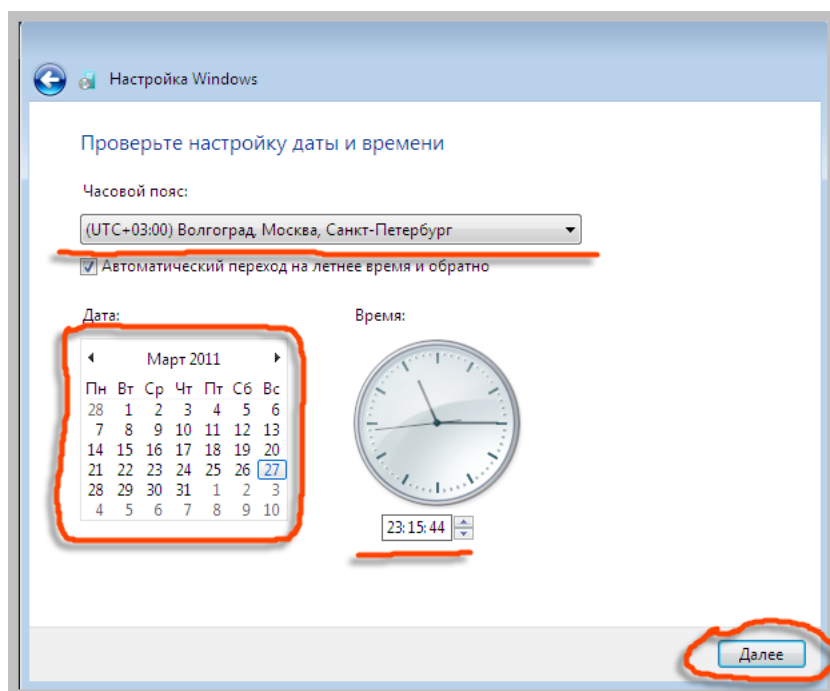 Настройка Windows
Проверьте настройку даты и времени
Часовой пояс:
(UTC+03:00) Волгоград, Москва, Санкт-Петербург
Автоматический переход на летнее время и обратно
Дата:
Время:
Март 2011
Пн Вт Ср Чт Пт Сб Вс
28 1 2 3 4 5 6
7 8 9 10 11 12 13
14 15 16 17 18 19 20
21 22 23 24 25 26 27
28 29 30 31 1 2 3
4 5 6 7 8 9 10
23:15:44
Далее